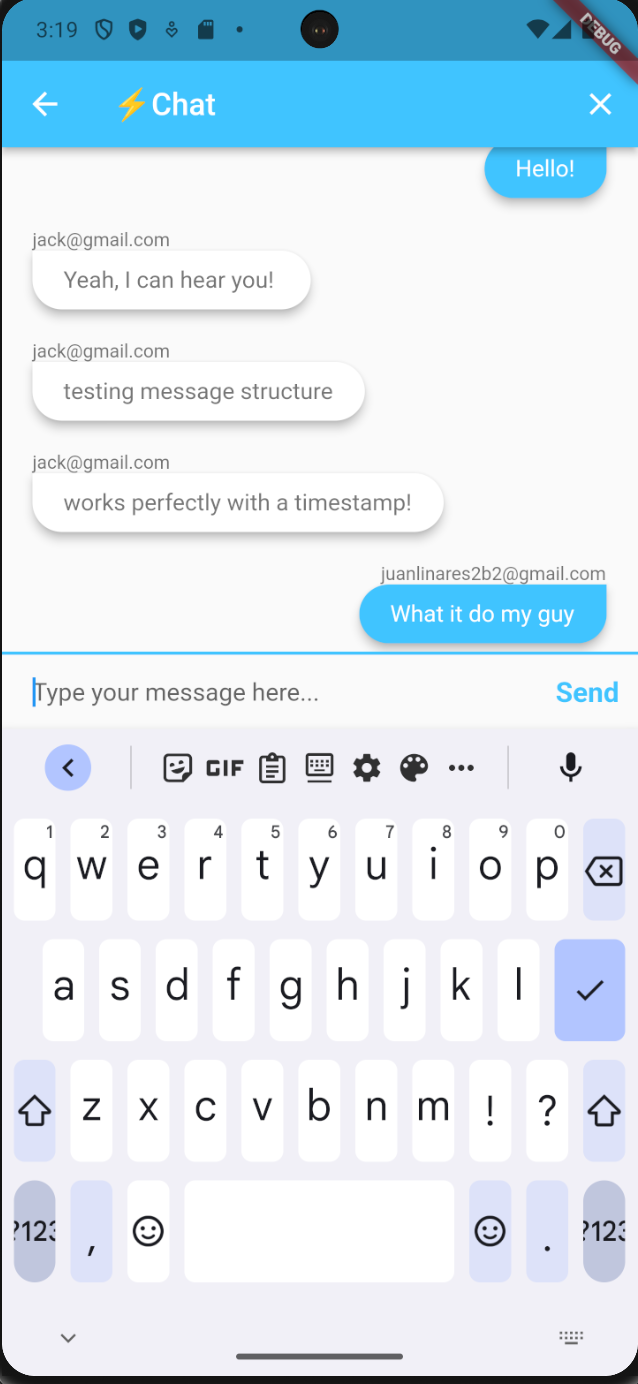 3:19
DEBUG
⚡Chat
Hello!
jack@gmail.com
Yeah, I can hear you!
jack@gmail.com
testing message structure
jack@gmail.com
works perfectly with a timestamp!
juanlinares2b2@gmail.com
What it do my guy
Type your message here...
Send
GIF
1 2 3 4 5 6 7 8 9 0
q w e r t y u i o p
a s d f g h j k l
z x c v b n m ! ?
?123 , . ?123